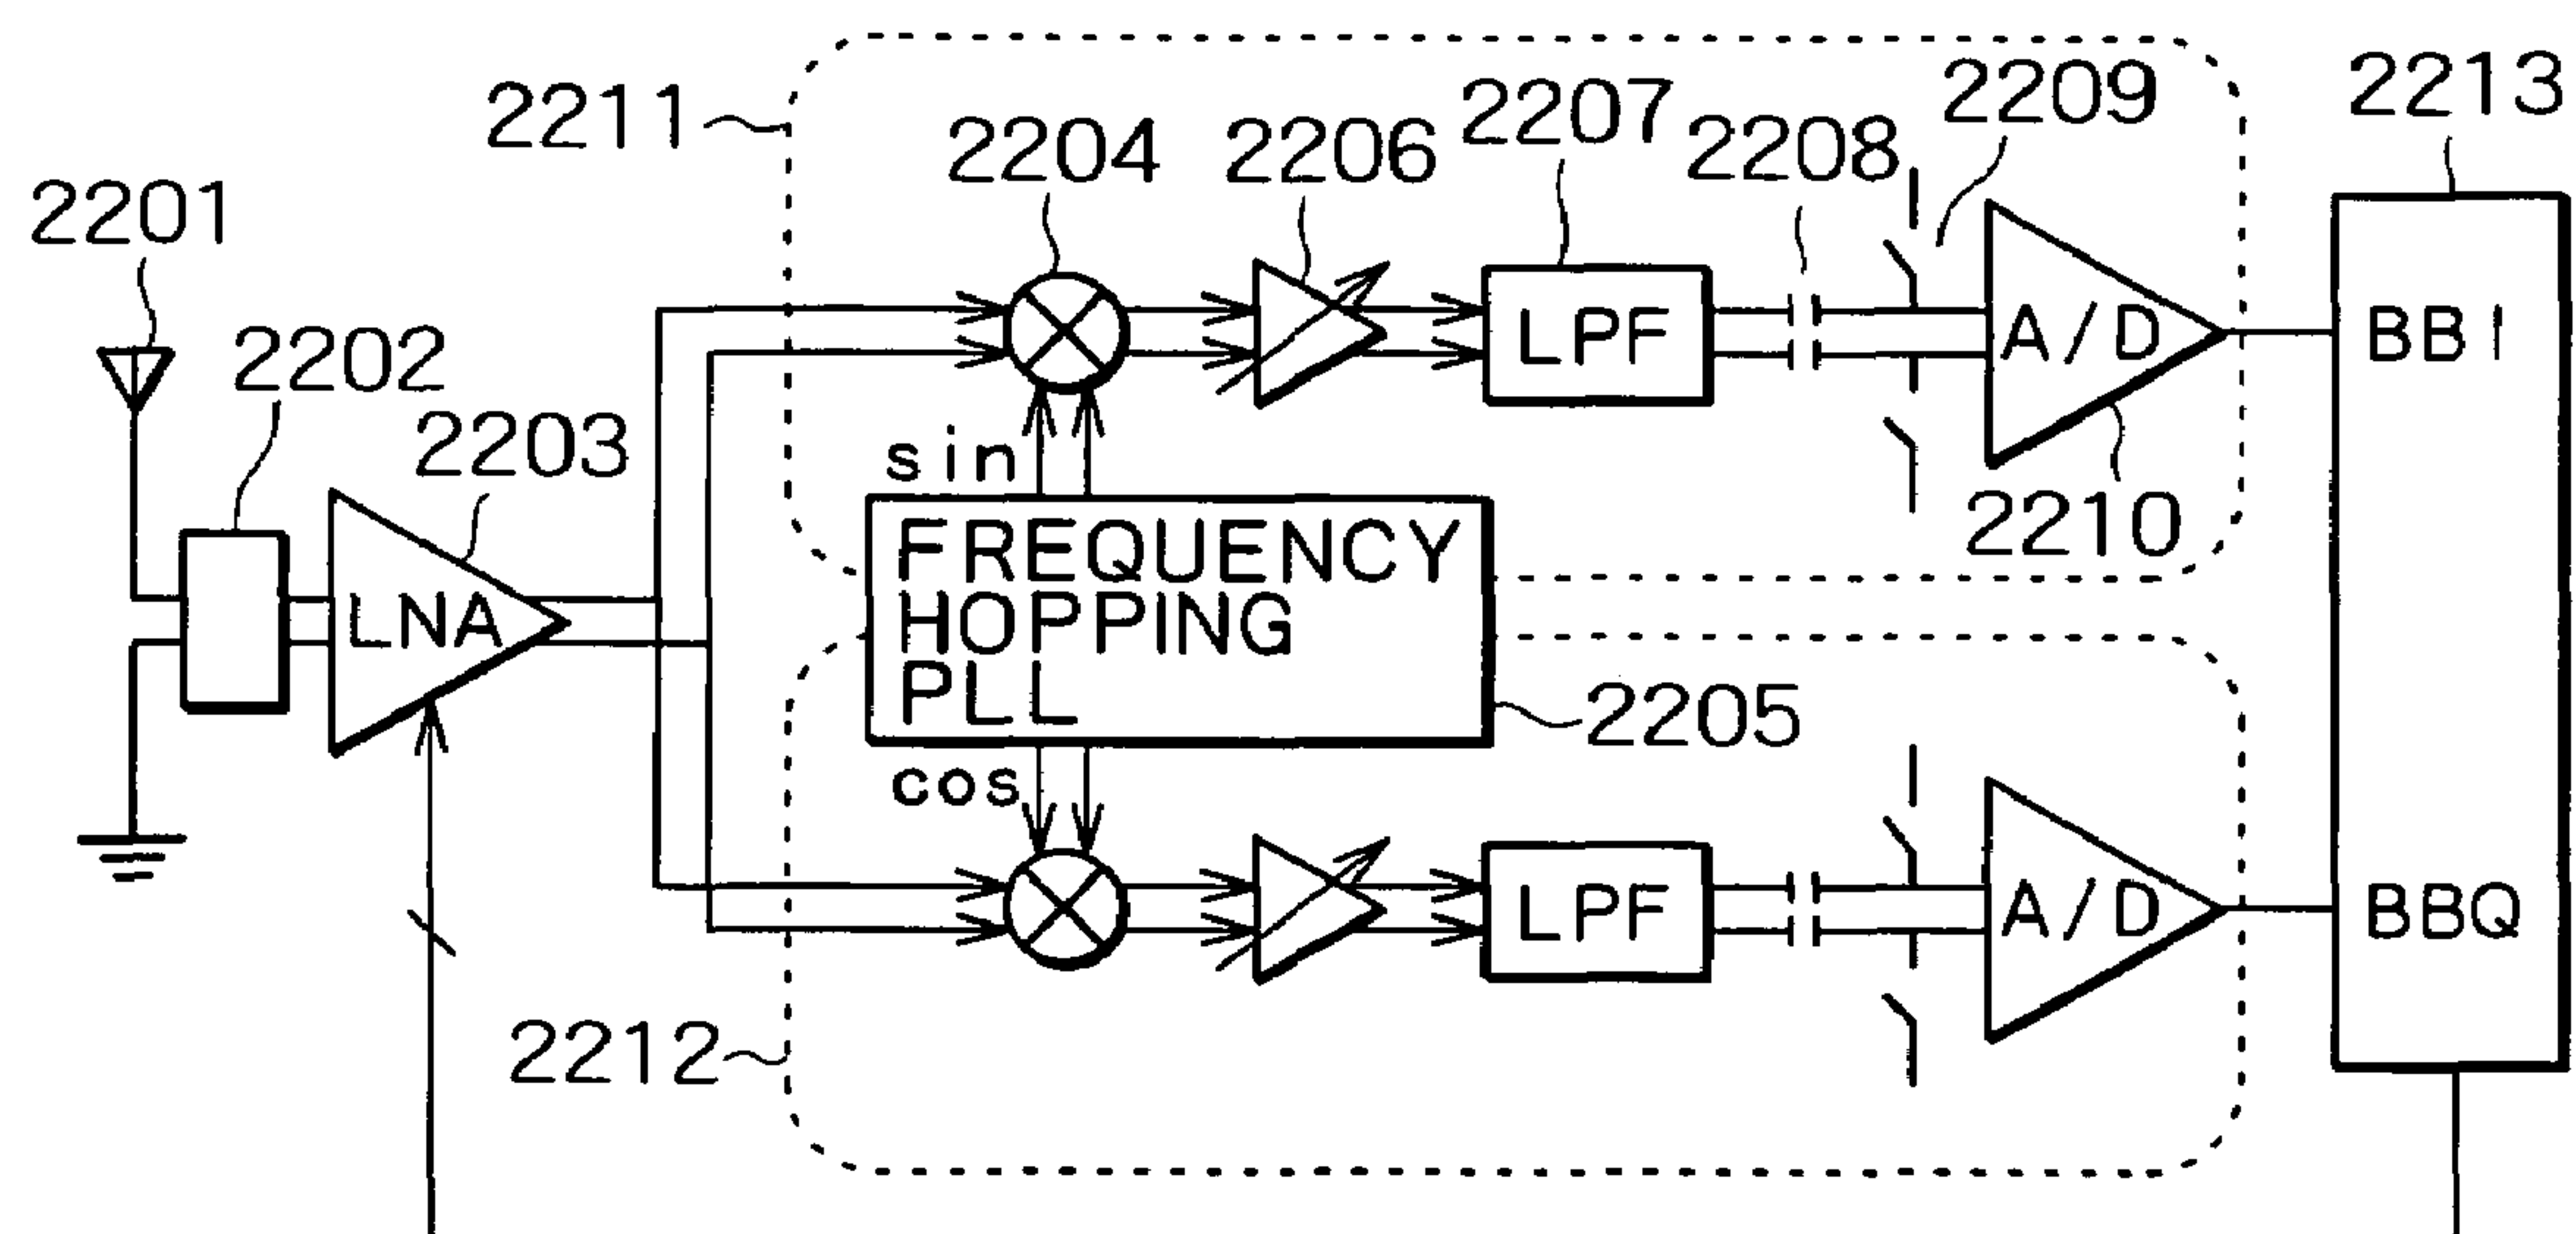 2211
2204
2206
2207
2208
2209
2213
2201
2202
2203
LPF
A/D
BBI
sin
2210
LNA
FREQUENCY
HOPPING
PLL
2205
cos
LPF
A/D
BBQ
2212